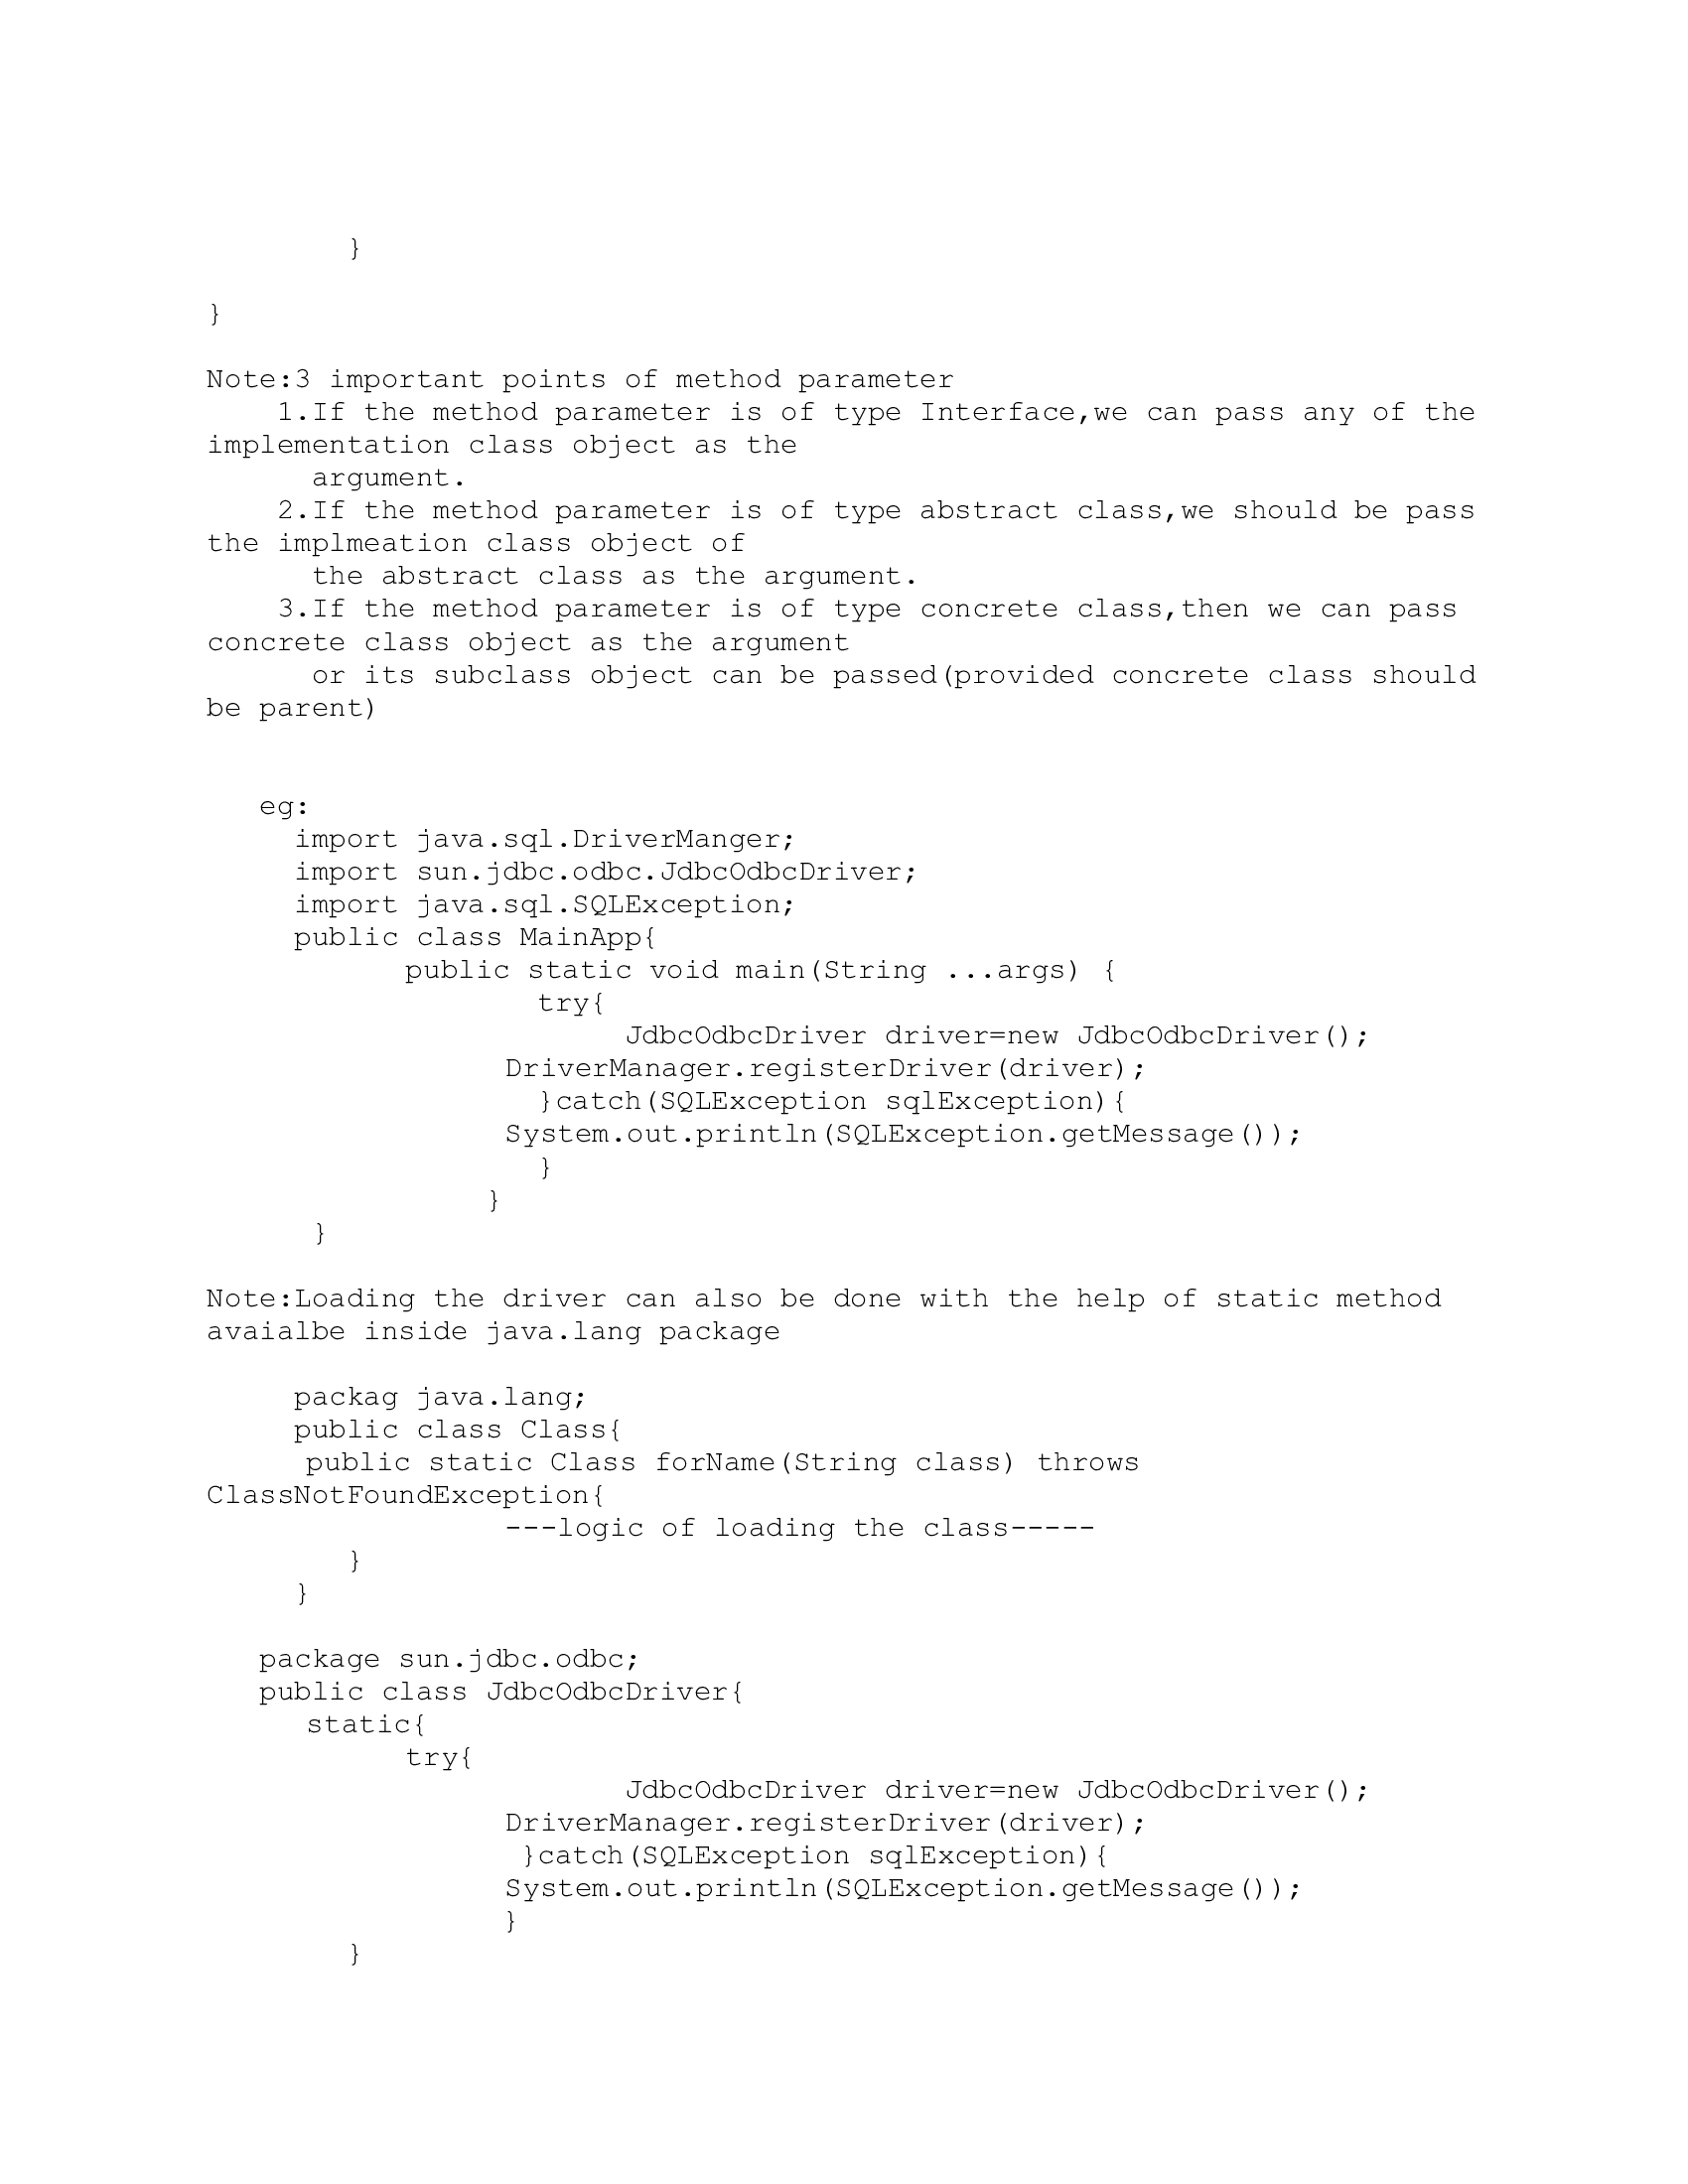 }
}
Note:3 important points of method parameter
1.If the method parameter is of type Interface,we can pass any of the
implementation class object as the
argument.
2.If the method parameter is of type abstract class,we should be pass
the implmeation class object of
the abstract class as the argument.
3.If the method parameter is of type concrete class,then we can pass
concrete class object as the argument
or its subclass object can be passed(provided concrete class should
be parent)
eg:
import java.sql.DriverManger;
import sun.jdbc.odbc.JdbcOdbcDriver;
import java.sql.SQLException;
public class MainApp{
public static void main(String ...args) {
try{
JdbcOdbcDriver driver=new JdbcOdbcDriver();
DriverManager.registerDriver(driver);
}catch(SQLException sqlException){
System.out.println(SQLException.getMessage());
}
}
}
Note:Loading the driver can also be done with the help of static method
avaialbe inside java.lang package
packag java.lang;
public class Class{
public static Class forName(String class) throws
ClassNotFoundException{
---logic of loading the class-----
}
}
package sun.jdbc.odbc;
public class JdbcOdbcDriver{
static{
try{
JdbcOdbcDriver driver=new JdbcOdbcDriver();
DriverManager.registerDriver(driver);
}catch(SQLException sqlException){
System.out.println(SQLException.getMessage());
}
}